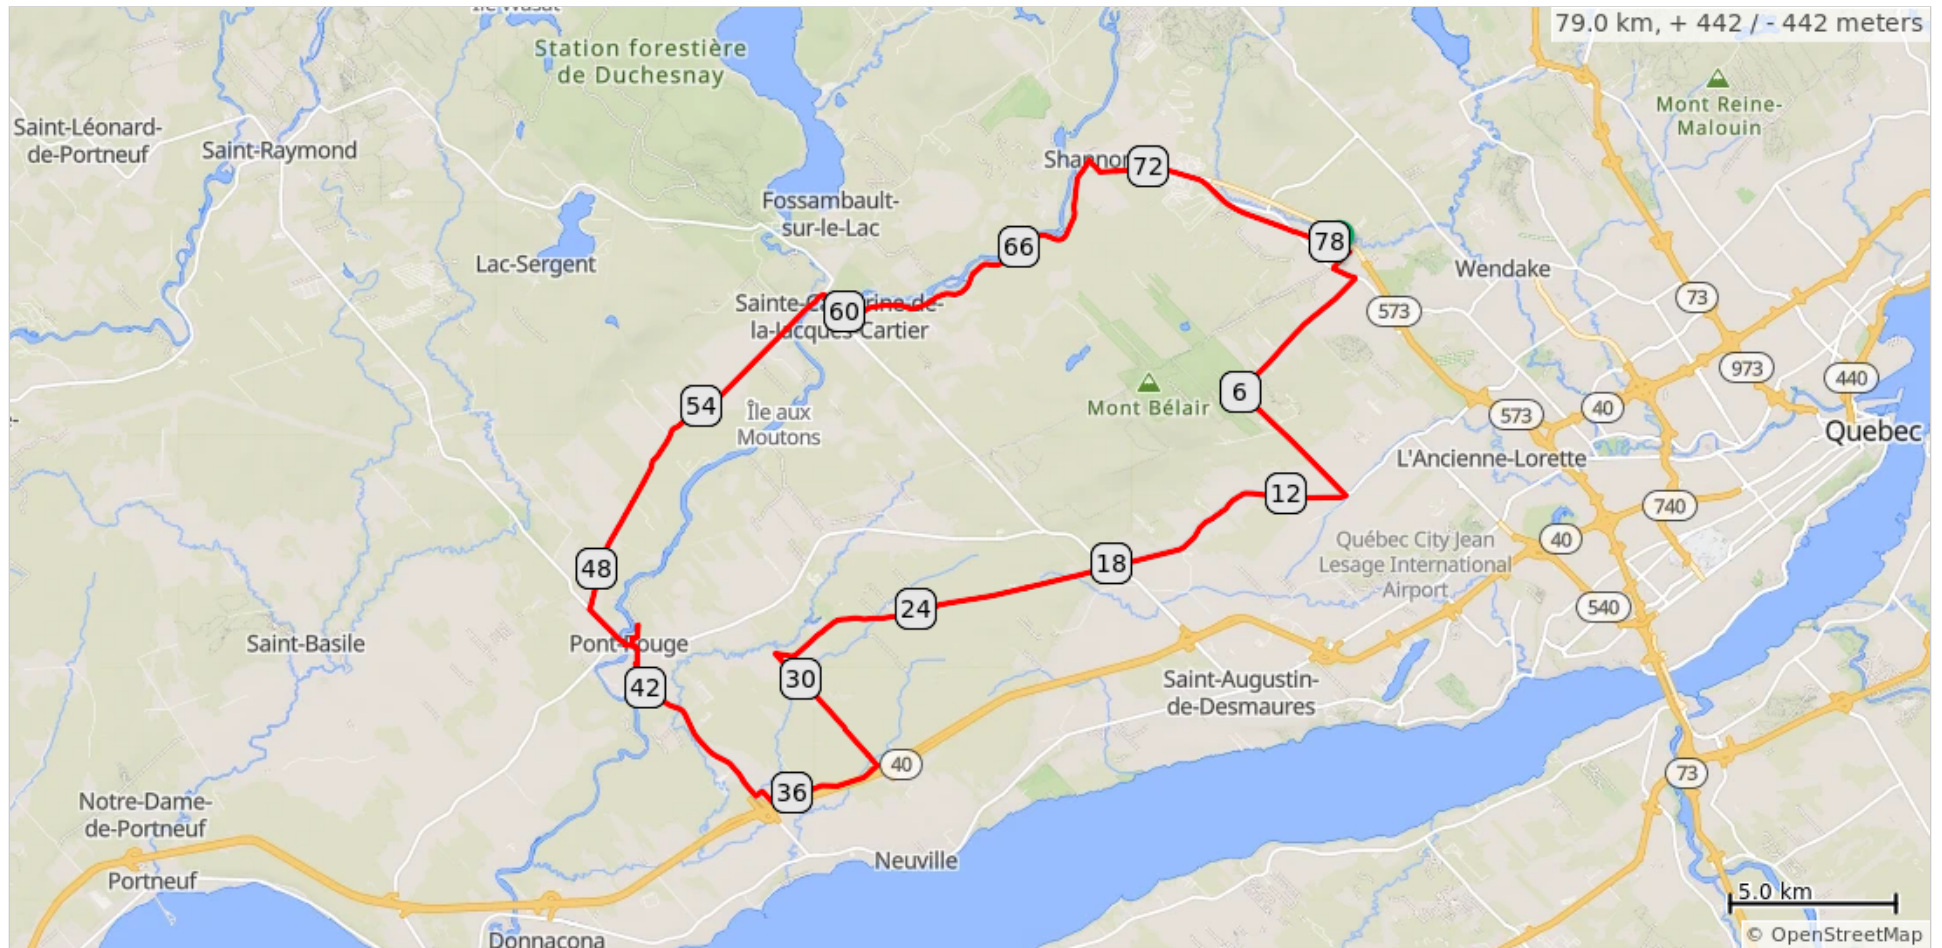 79.0 km, + 442 / - 442 meters
Station forestière
de Duchesnay
Mont Reine-
Malouin
Saint-Léonard-
de-Portneuf
Saint-Raymond
Shannon
72
Fossambault-
sur-le-Lac
78
66
Lac-Sergent
Wendake
573
73
Sainte-Catherine-de-
la-Jacques-Cartier
60
973
440
Mont Bélair
6
54
Île aux
Moutons
573
40
Quebec
L'Ancienne-Lorette
12
740
Québec City Jean
Lesage International
Airport
40
18
48
24
540
Saint-Basile
Pont-Rouge
42
30
Saint-Augustin-
de-Desmaures
40
73
36
Notre-Dame-
de-Portneuf
Neuville
Portneuf
5.0 km
Donnacona
© OpenStreetMap